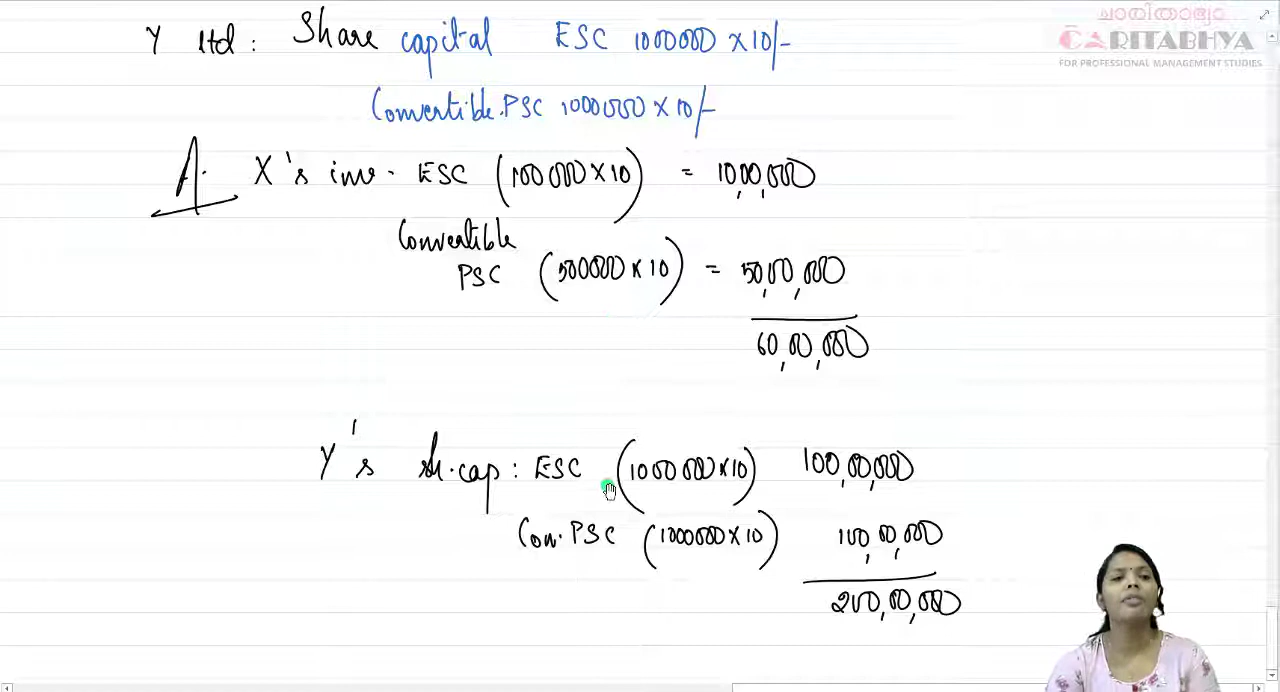 ചാരിതാഭ്യാ...
CARITABHYA
FOR PROFESSIONAL MANAGEMENT STUDIES
Y ltd: Share capital ESC 1000000 × 10/-
Convertible.PSC 1000000 × 10/-
A. X's inv. ESC (100000 × 10) = 10,00,000
Convertible
PSC (500000 × 10) = 50,00,000
60,00,000
Y's sh.cap: ESC (1000000 × 10) 100,00,000
Con. PSC (1000000 × 10) 100,00,000
200,00,000